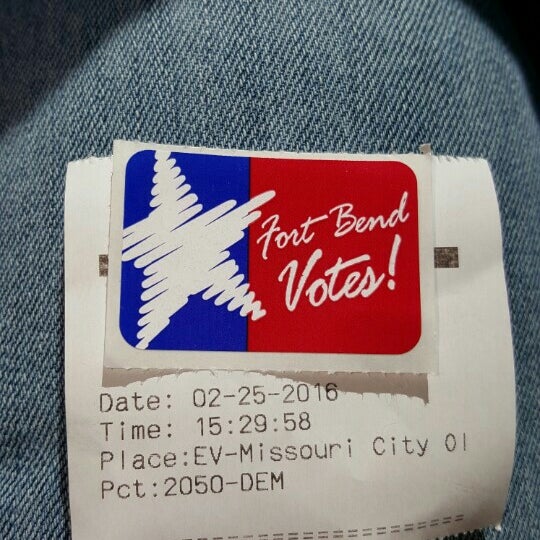 Fort Bend
Votes!
Date: 02-25-2016
Time: 15:29:58
Place:EV-Missouri City 01
Pct:2050-DEM